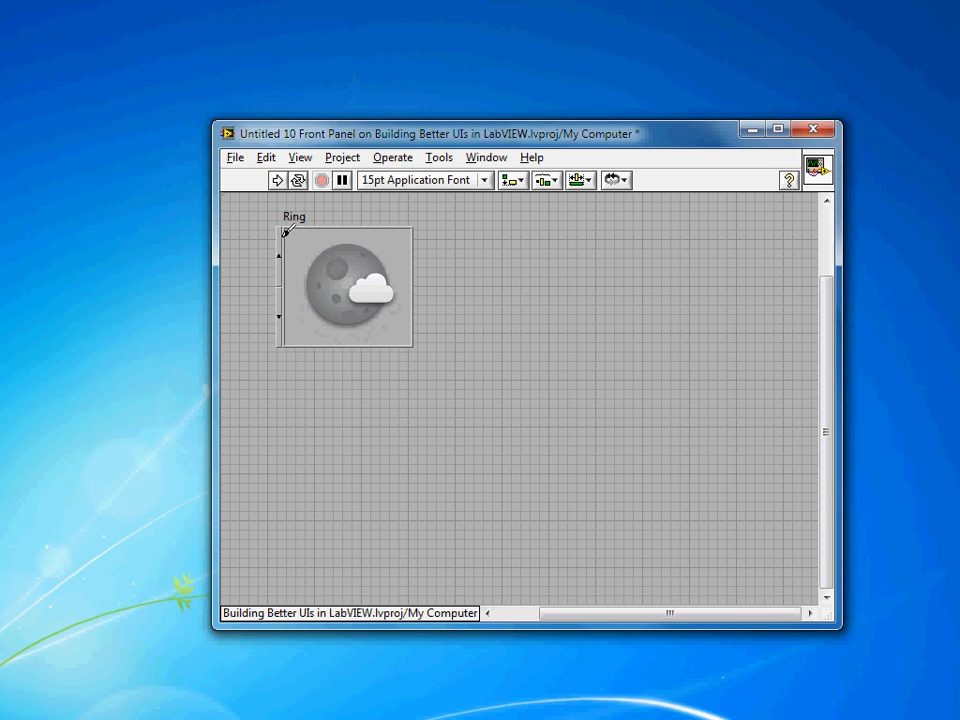 Untitled 10 Front Panel on Building Better UIs in LabVIEW.lvproj/My Computer *
File Edit View Project Operate Tools Window Help
15pt Application Font
?
Ring
Building Better UIs in LabVIEW.lvproj/My Computer